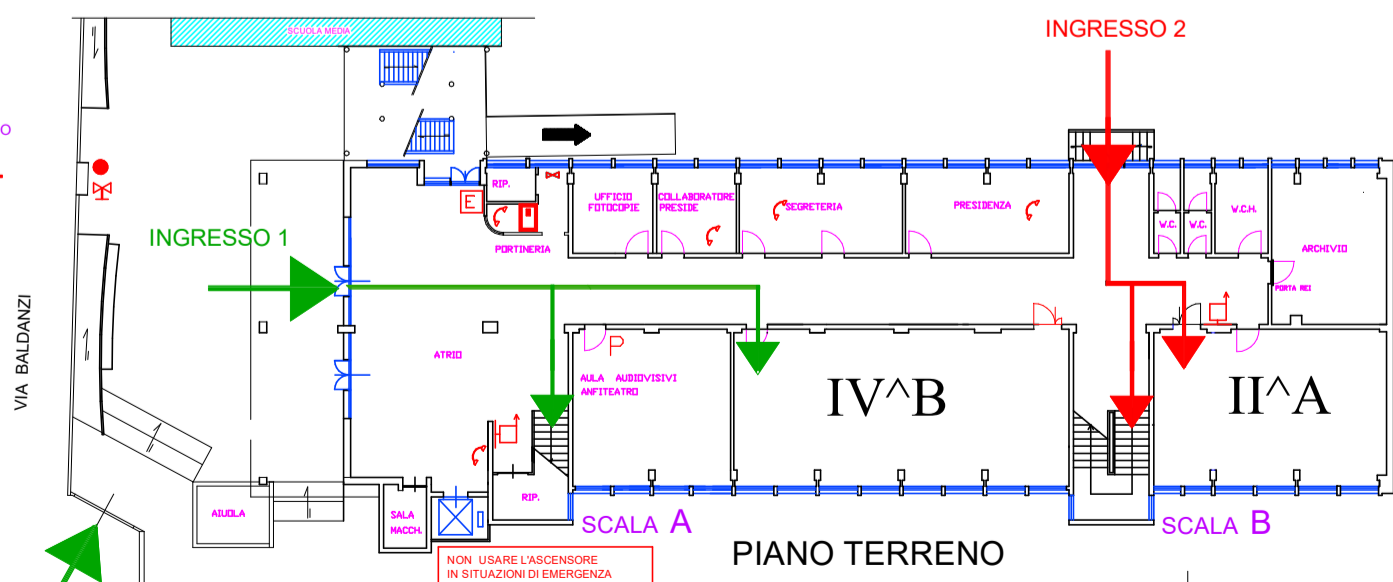 SCUOLA MEDIA
INGRESSO 2
O
RIP.
E
UFFICIO
FOTOCOPIE
COLLABORATORE
PRESIDE
SEGRETERIA
PRESIDENZA
W.C.
W.C.
W.C.H.
ARCHIVIO
PORTA REI
INGRESSO 1
PORTINERIA
VIA BALDANZI
ATRIO
P
AULA AUDIOVISIVI
ANFITEATRO
IV^B
II^A
AIUOLA
SALA
MACCH.
RIP.
SCALA A
SCALA B
PIANO TERRENO
NON USARE L'ASCENSORE
IN SITUAZIONI DI EMERGENZA